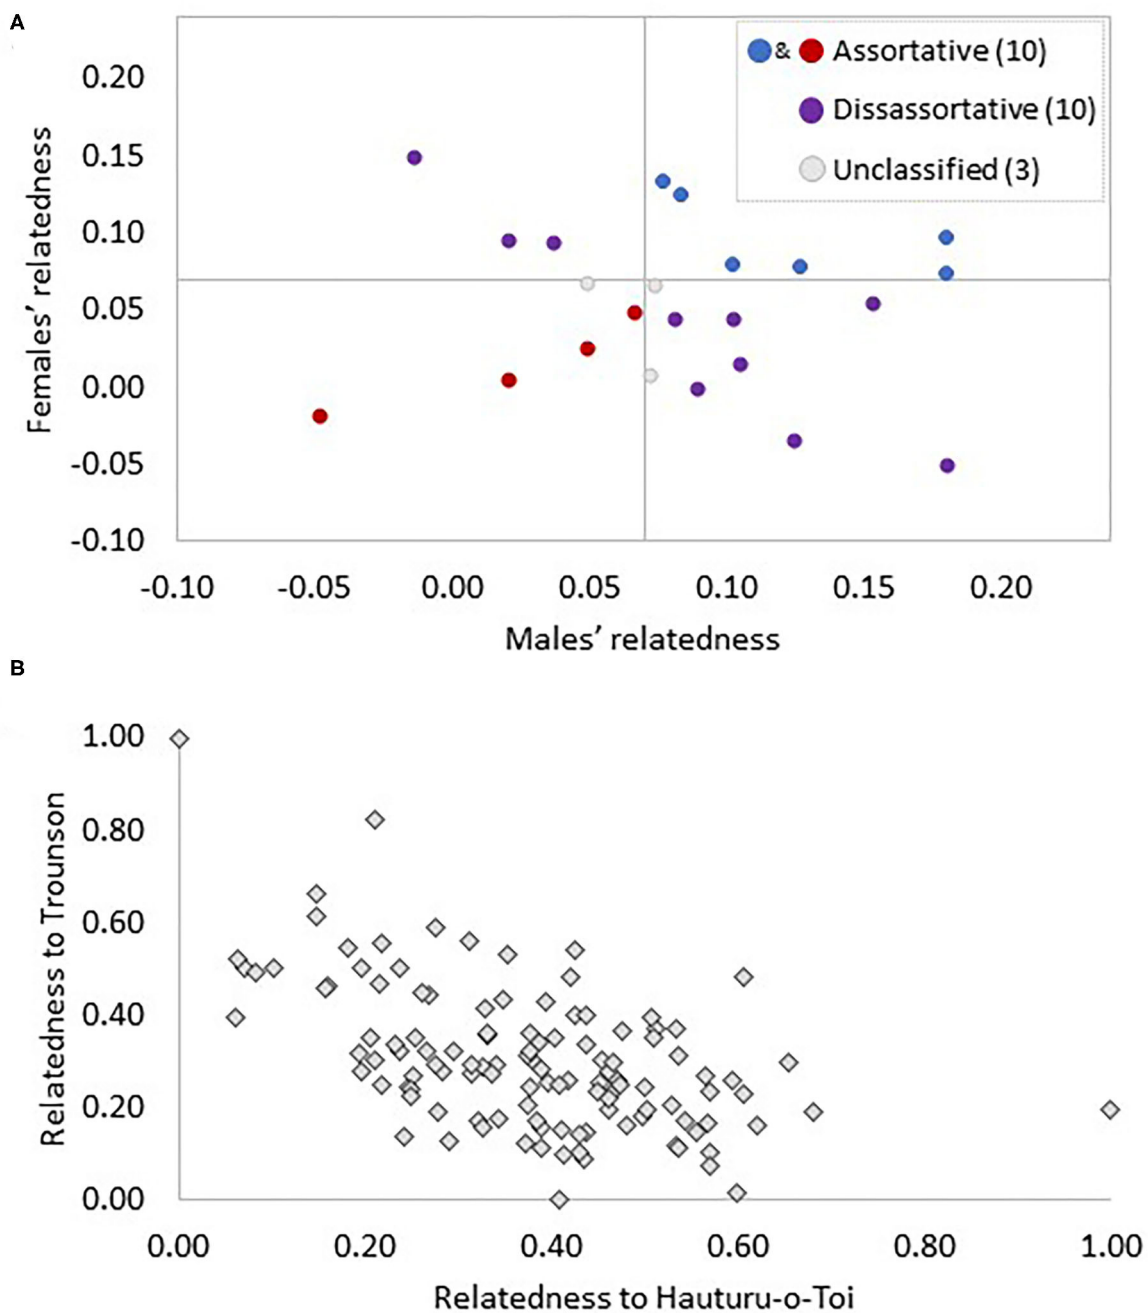 A
& Assortative (10)
Dissassortative (10)
Unclassified (3)
Females’ relatedness
0.20
0.15
0.10
0.05
0.00
-0.05
-0.10
-0.10 -0.05 0.00 0.05 0.10 0.15 0.20
Males’ relatedness
B
Relatedness to Trounson
1.00
0.80
0.60
0.40
0.20
0.00
0.00 0.20 0.40 0.60 0.80 1.00
Relatedness to Hauturu-o-Toi